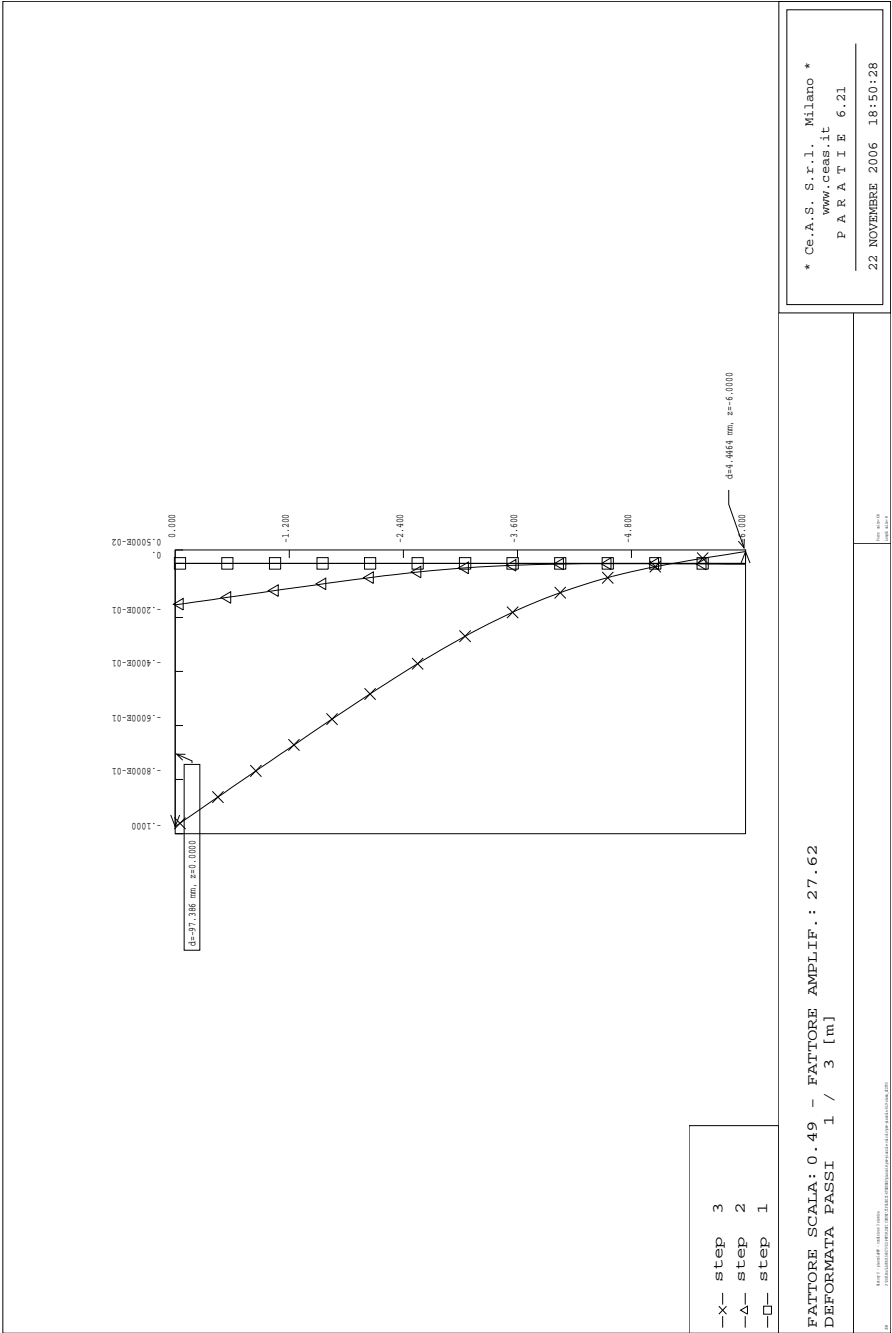 * Ce.A.S. S.r.l. Milano *
www.ceas.it
P A R A T I E 6.21
22 NOVEMBRE 2006 18:50:28
d=4.4464 mm, z=-6.0000
0.000
-1.200
-2.400
-3.600
-4.800
0.5000E-02
0.
-.2000E-01
-.4000E-01
-.6000E-01
-.8000E-01
-.1000
d=-97.386 mm, z=0.0000
step 3
step 2
step 1
FATTORE SCALA: 0.49 - FATTORE AMPLIF.: 27.62
DEFORMATA PASSI 1 / 3 [m]